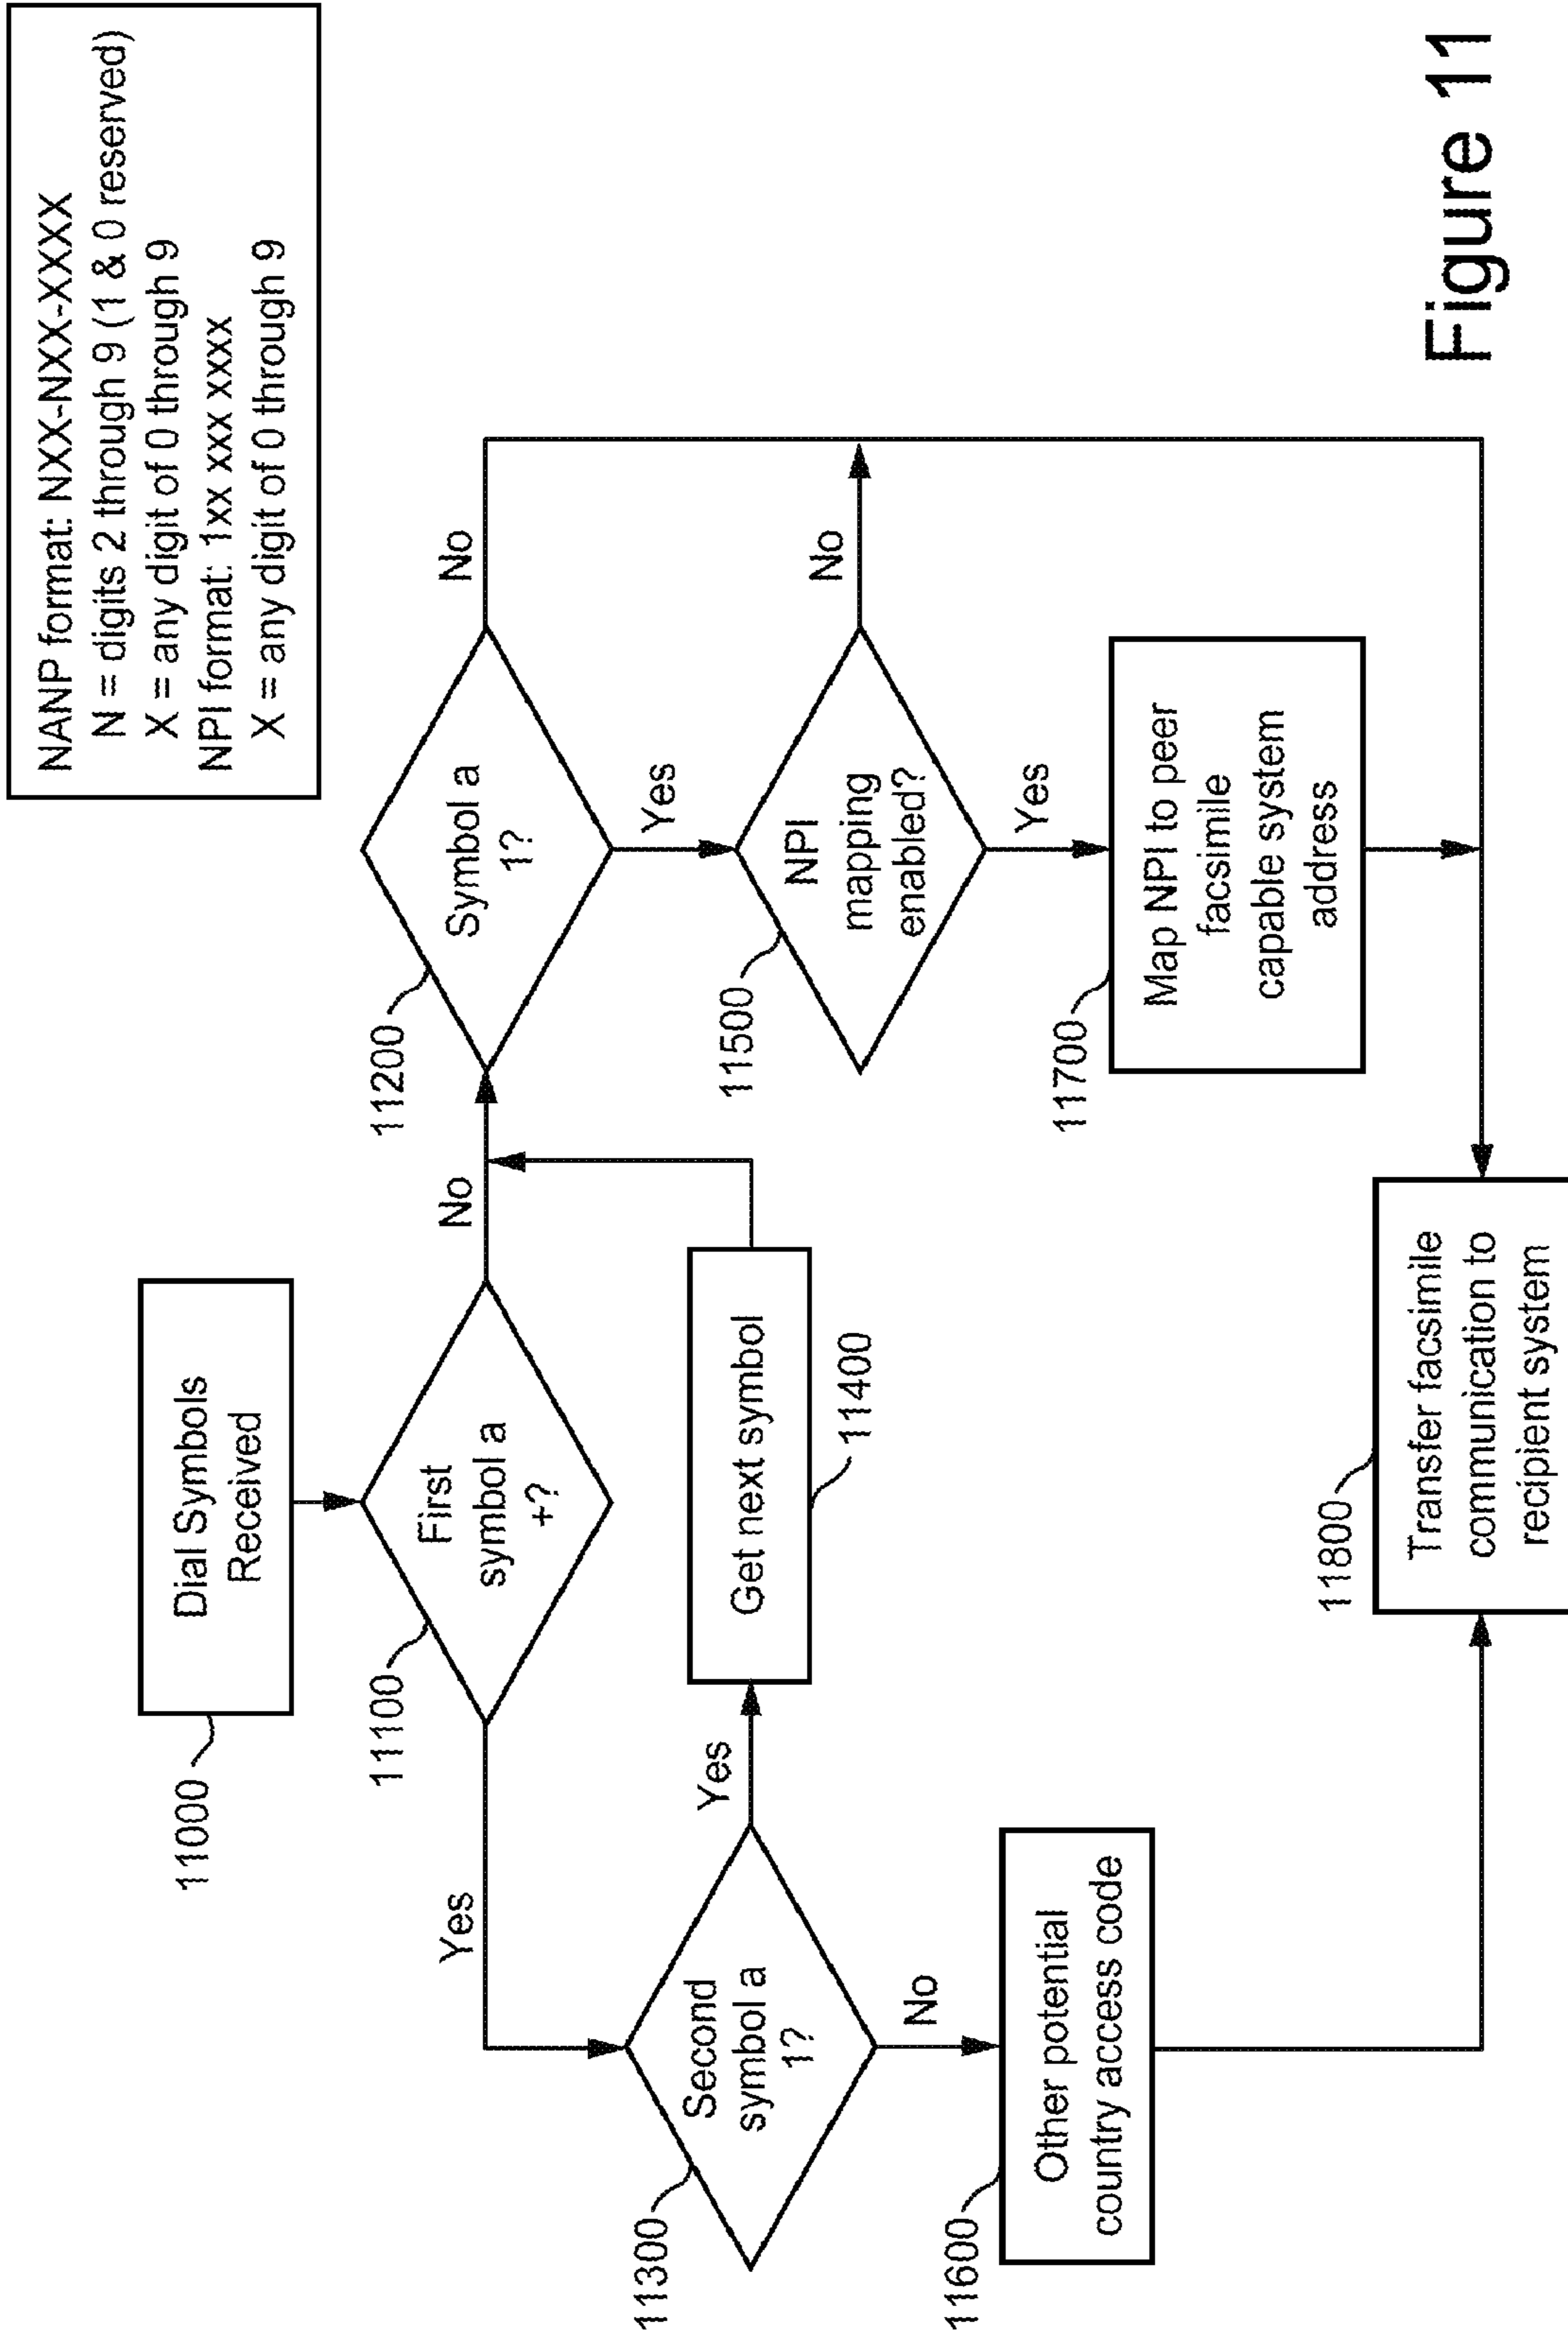 NANP format: NXX-NXX-XXXX
N = digits 2 through 9 (1 & 0 reserved)
X = any digit of 0 through 9
NPI format: 1xx xxx xxxx
X = any digit of 0 through 9
11000
Dial Symbols
Received
11100
First
symbol a
+?
Yes
No
11200
Symbol a
1?
No
Yes
11300
Second
symbol a
1?
Yes
No
Get next symbol
11400
11500
NPI
mapping
enabled?
No
Yes
11600
Other potential
country access code
11700
Map NPI to peer
facsimile
capable system
address
11800
Transfer facsimile
communication to
recipient system
Figure 11